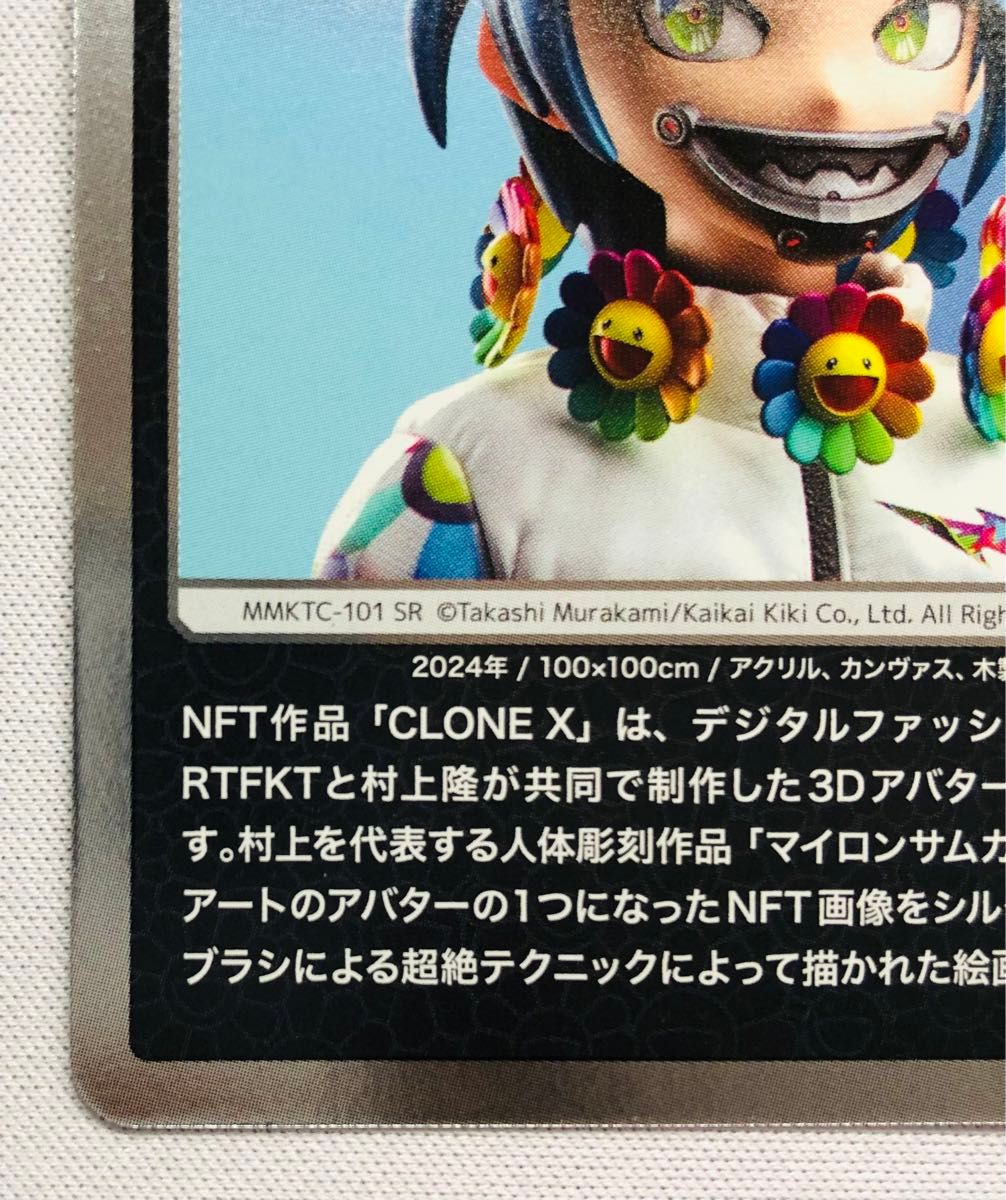 MMKTC-101 SR ©Takashi Murakami/Kaikai Kiki Co., Ltd. All
2024年 / 100×100cm / アクリル、カンヴァス、木
NFT作品「CLONE X」は、デジタルファッシ
RTFKTと村上隆が共同で制作した3Dアバター
す。村上を代表する人体彫刻作品「マイロンサム
アートのアバターの1つになったNFT画像をシル
ブラシによる超絶テクニックによって描かれた絵